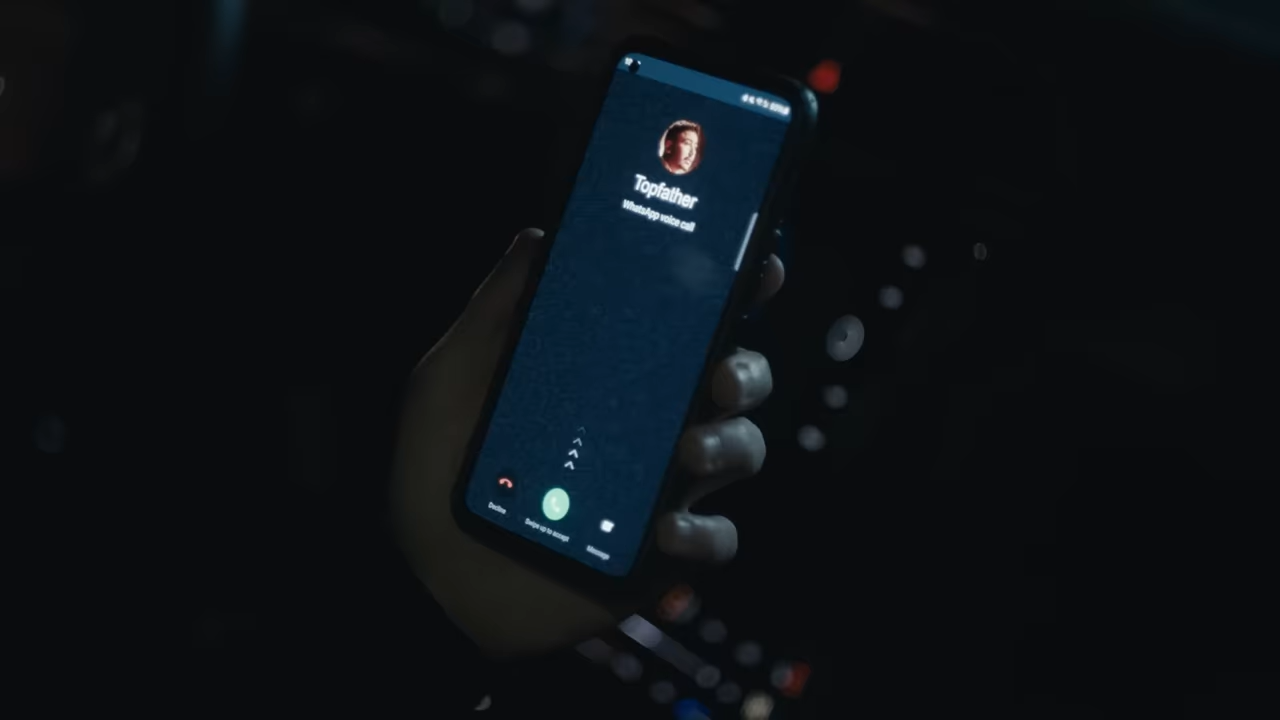 Topfather
WhatsApp voice call
Decline
Swipe up to accept
Message